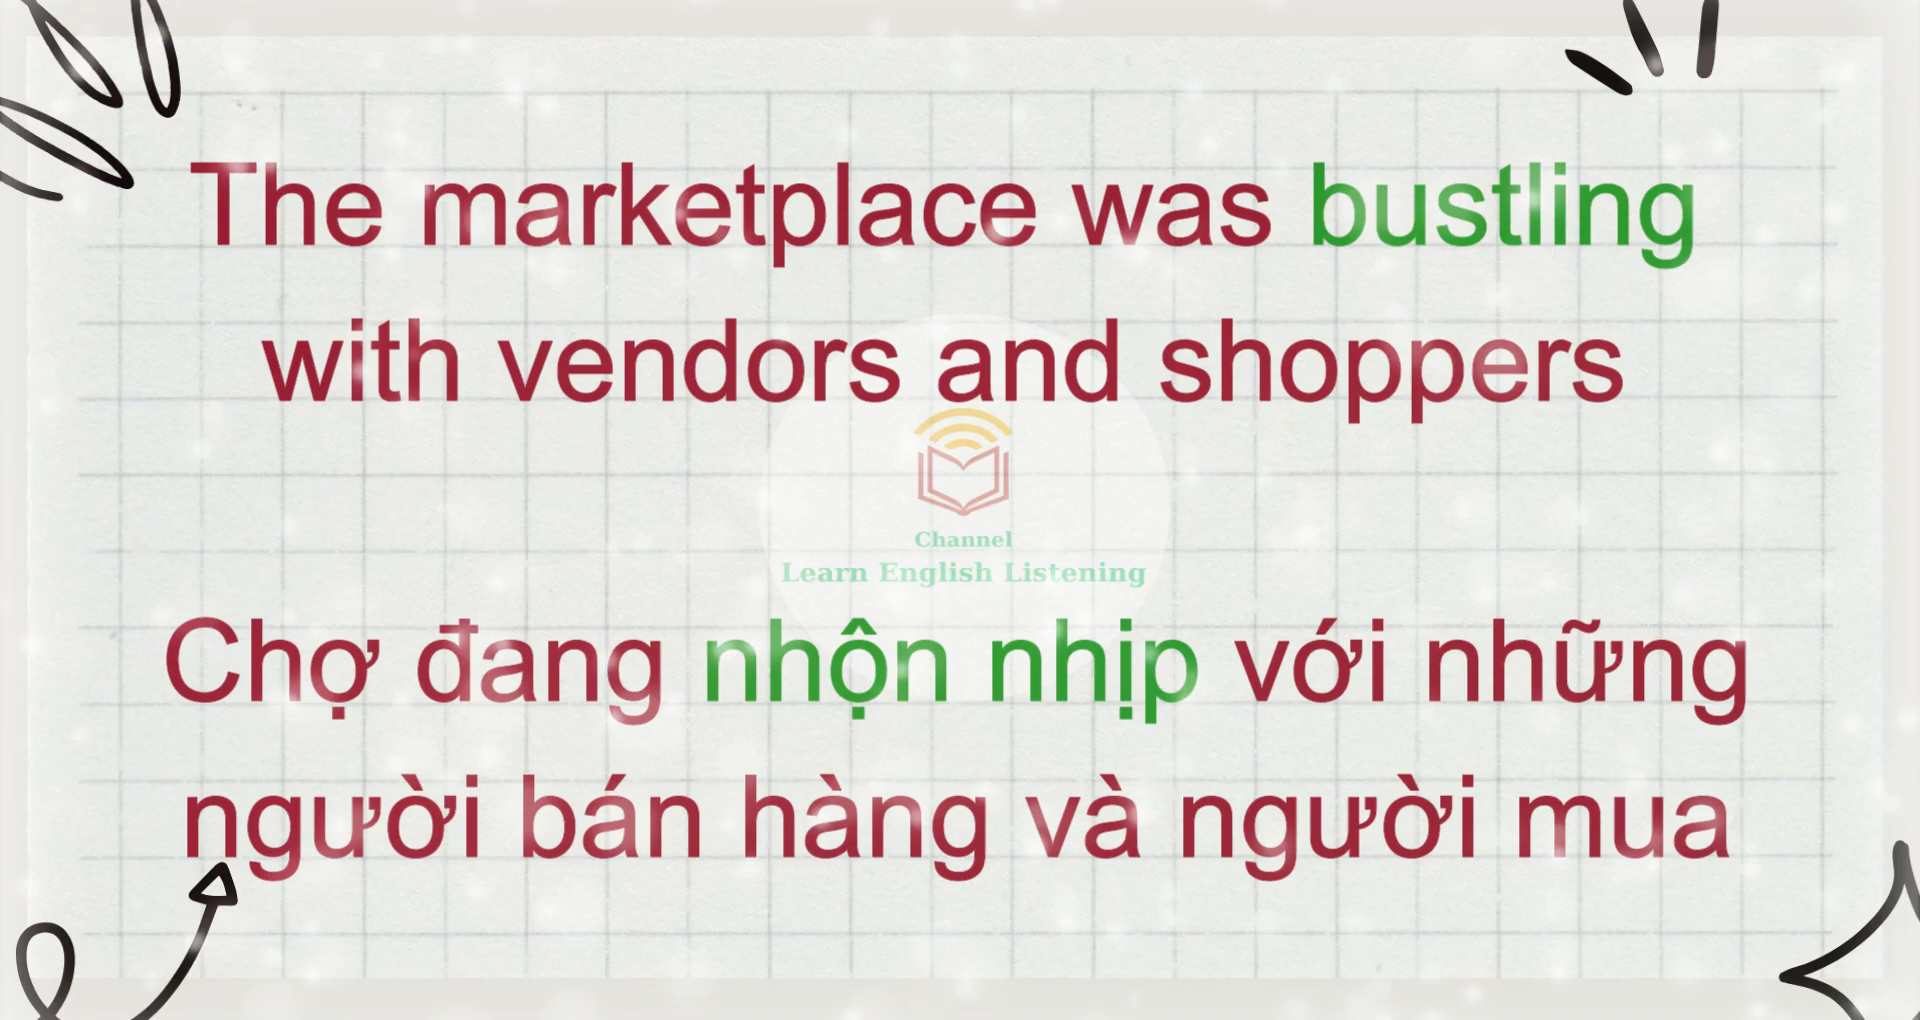 The marketplace was bustling
with vendors and shoppers
Channel
Learn English Listening
Chợ đang nhộn nhịp với những
người bán hàng và người mua